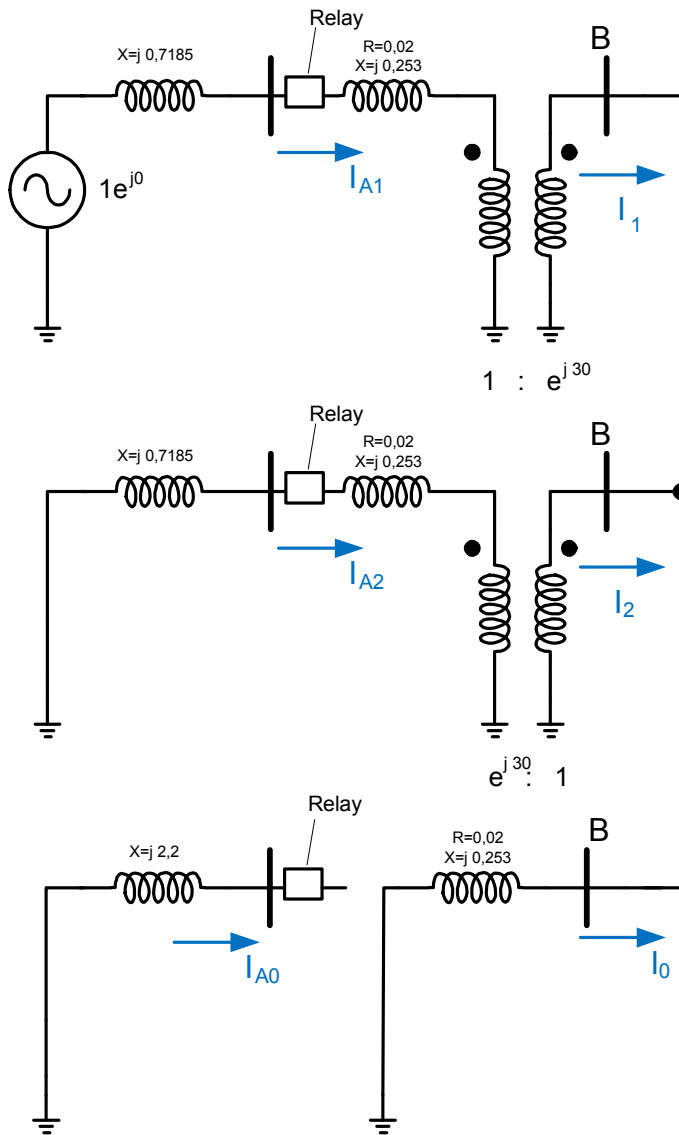 Relay
X=j 0,7185
R=0,02
X=j 0,253
B
1e^j0
I_A1
I_1
1 : e^j 30
Relay
X=j 0,7185
R=0,02
X=j 0,253
B
I_A2
I_2
e^j 30 : 1
Relay
X=j 2,2
R=0,02
X=j 0,253
B
I_A0
I_0